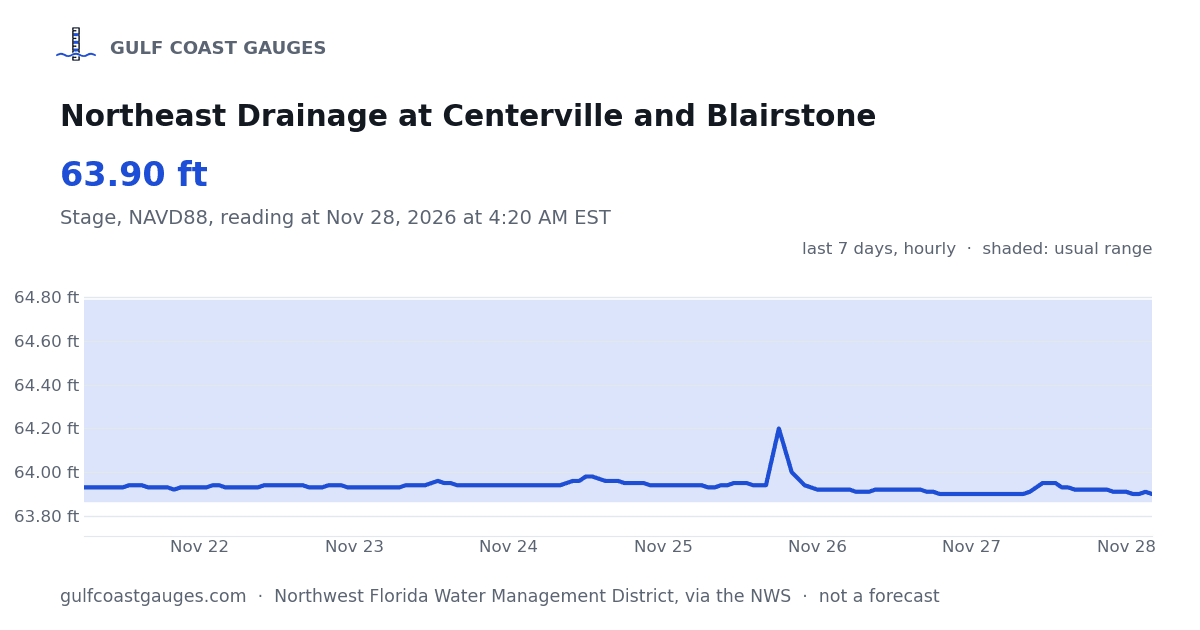 GULF COAST GAUGES
Northeast Drainage at Centerville and Blairstone
63.90 ft
Stage, NAVD88, reading at Nov 28, 2026 at 4:20 AM EST
last 7 days, hourly · shaded: usual range
64.80 ft
64.60 ft
64.40 ft
64.20 ft
64.00 ft
63.80 ft
Nov 22 Nov 23 Nov 24 Nov 25 Nov 26 Nov 27 Nov 28
gulfcoastgauges.com · Northwest Florida Water Management District, via the NWS · not a forecast